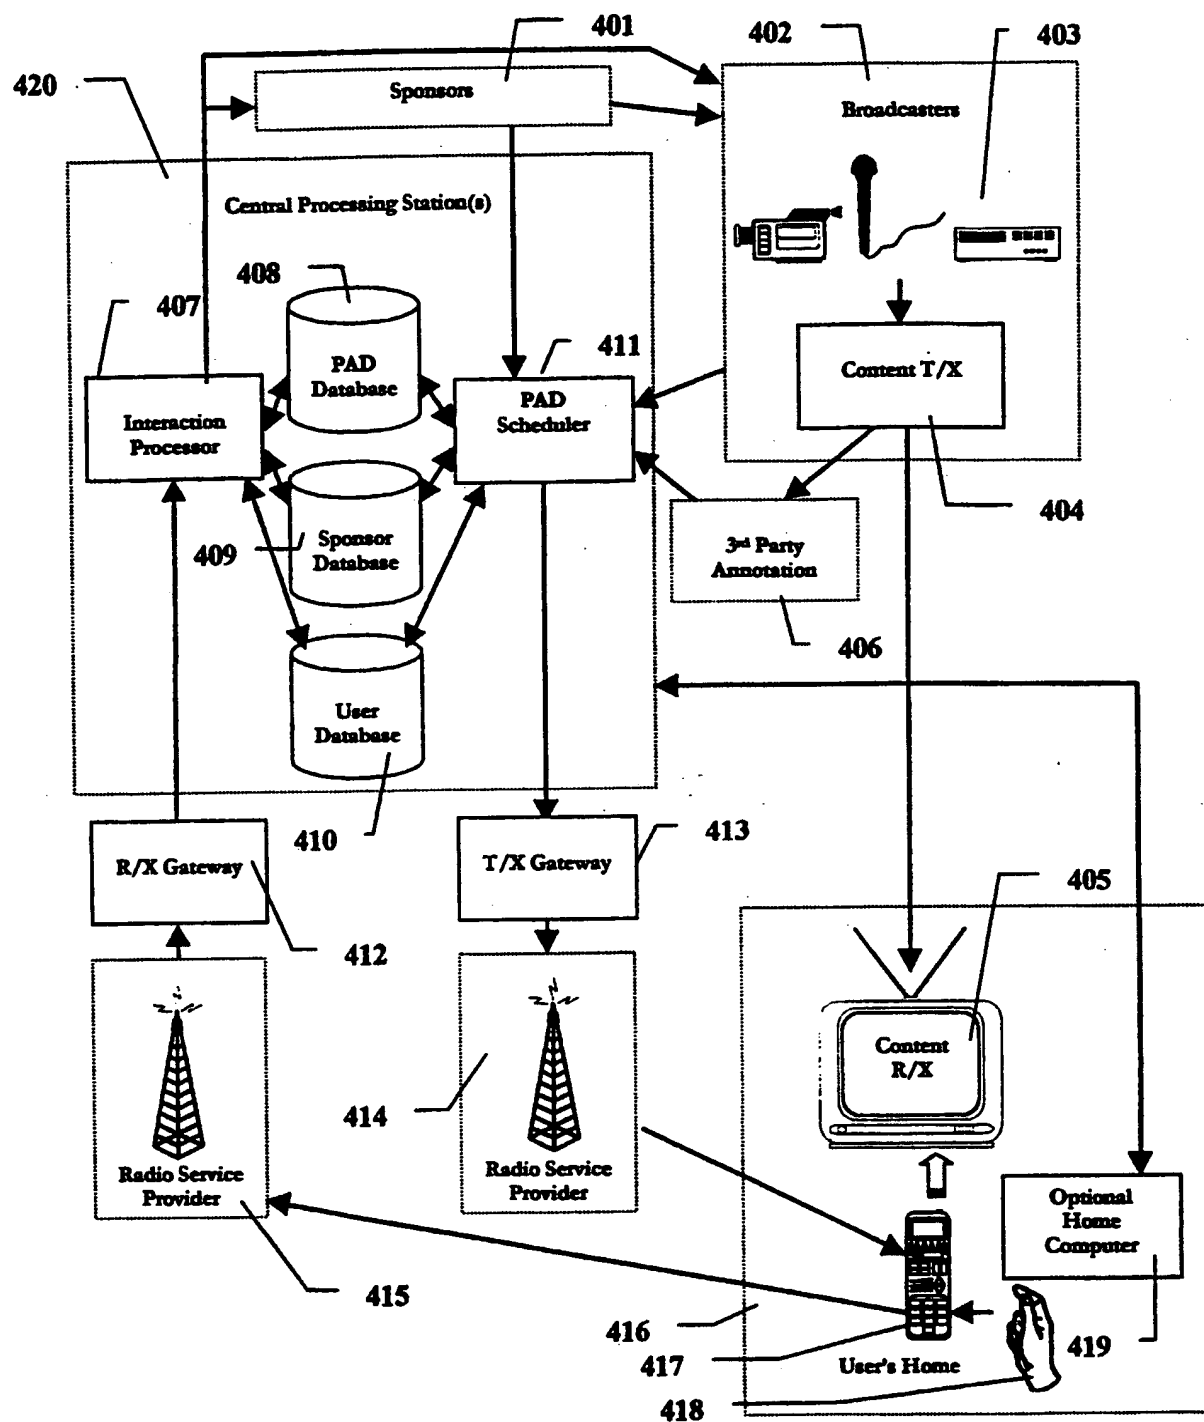 401
402
403
420
Sponsors
Broadcasters
Central Processing Station(s)
408
407
411
PAD
Database
PAD
Scheduler
Content T/X
Interaction
Processor
404
409
Sponsor
Database
3rd Party
Annotation
406
User
Database
410
413
R/X Gateway
T/X Gateway
405
412
Content
R/X
414
Radio Service
Provider
Radio Service
Provider
Optional
Home
Computer
415
416
417
User's Home
419
418